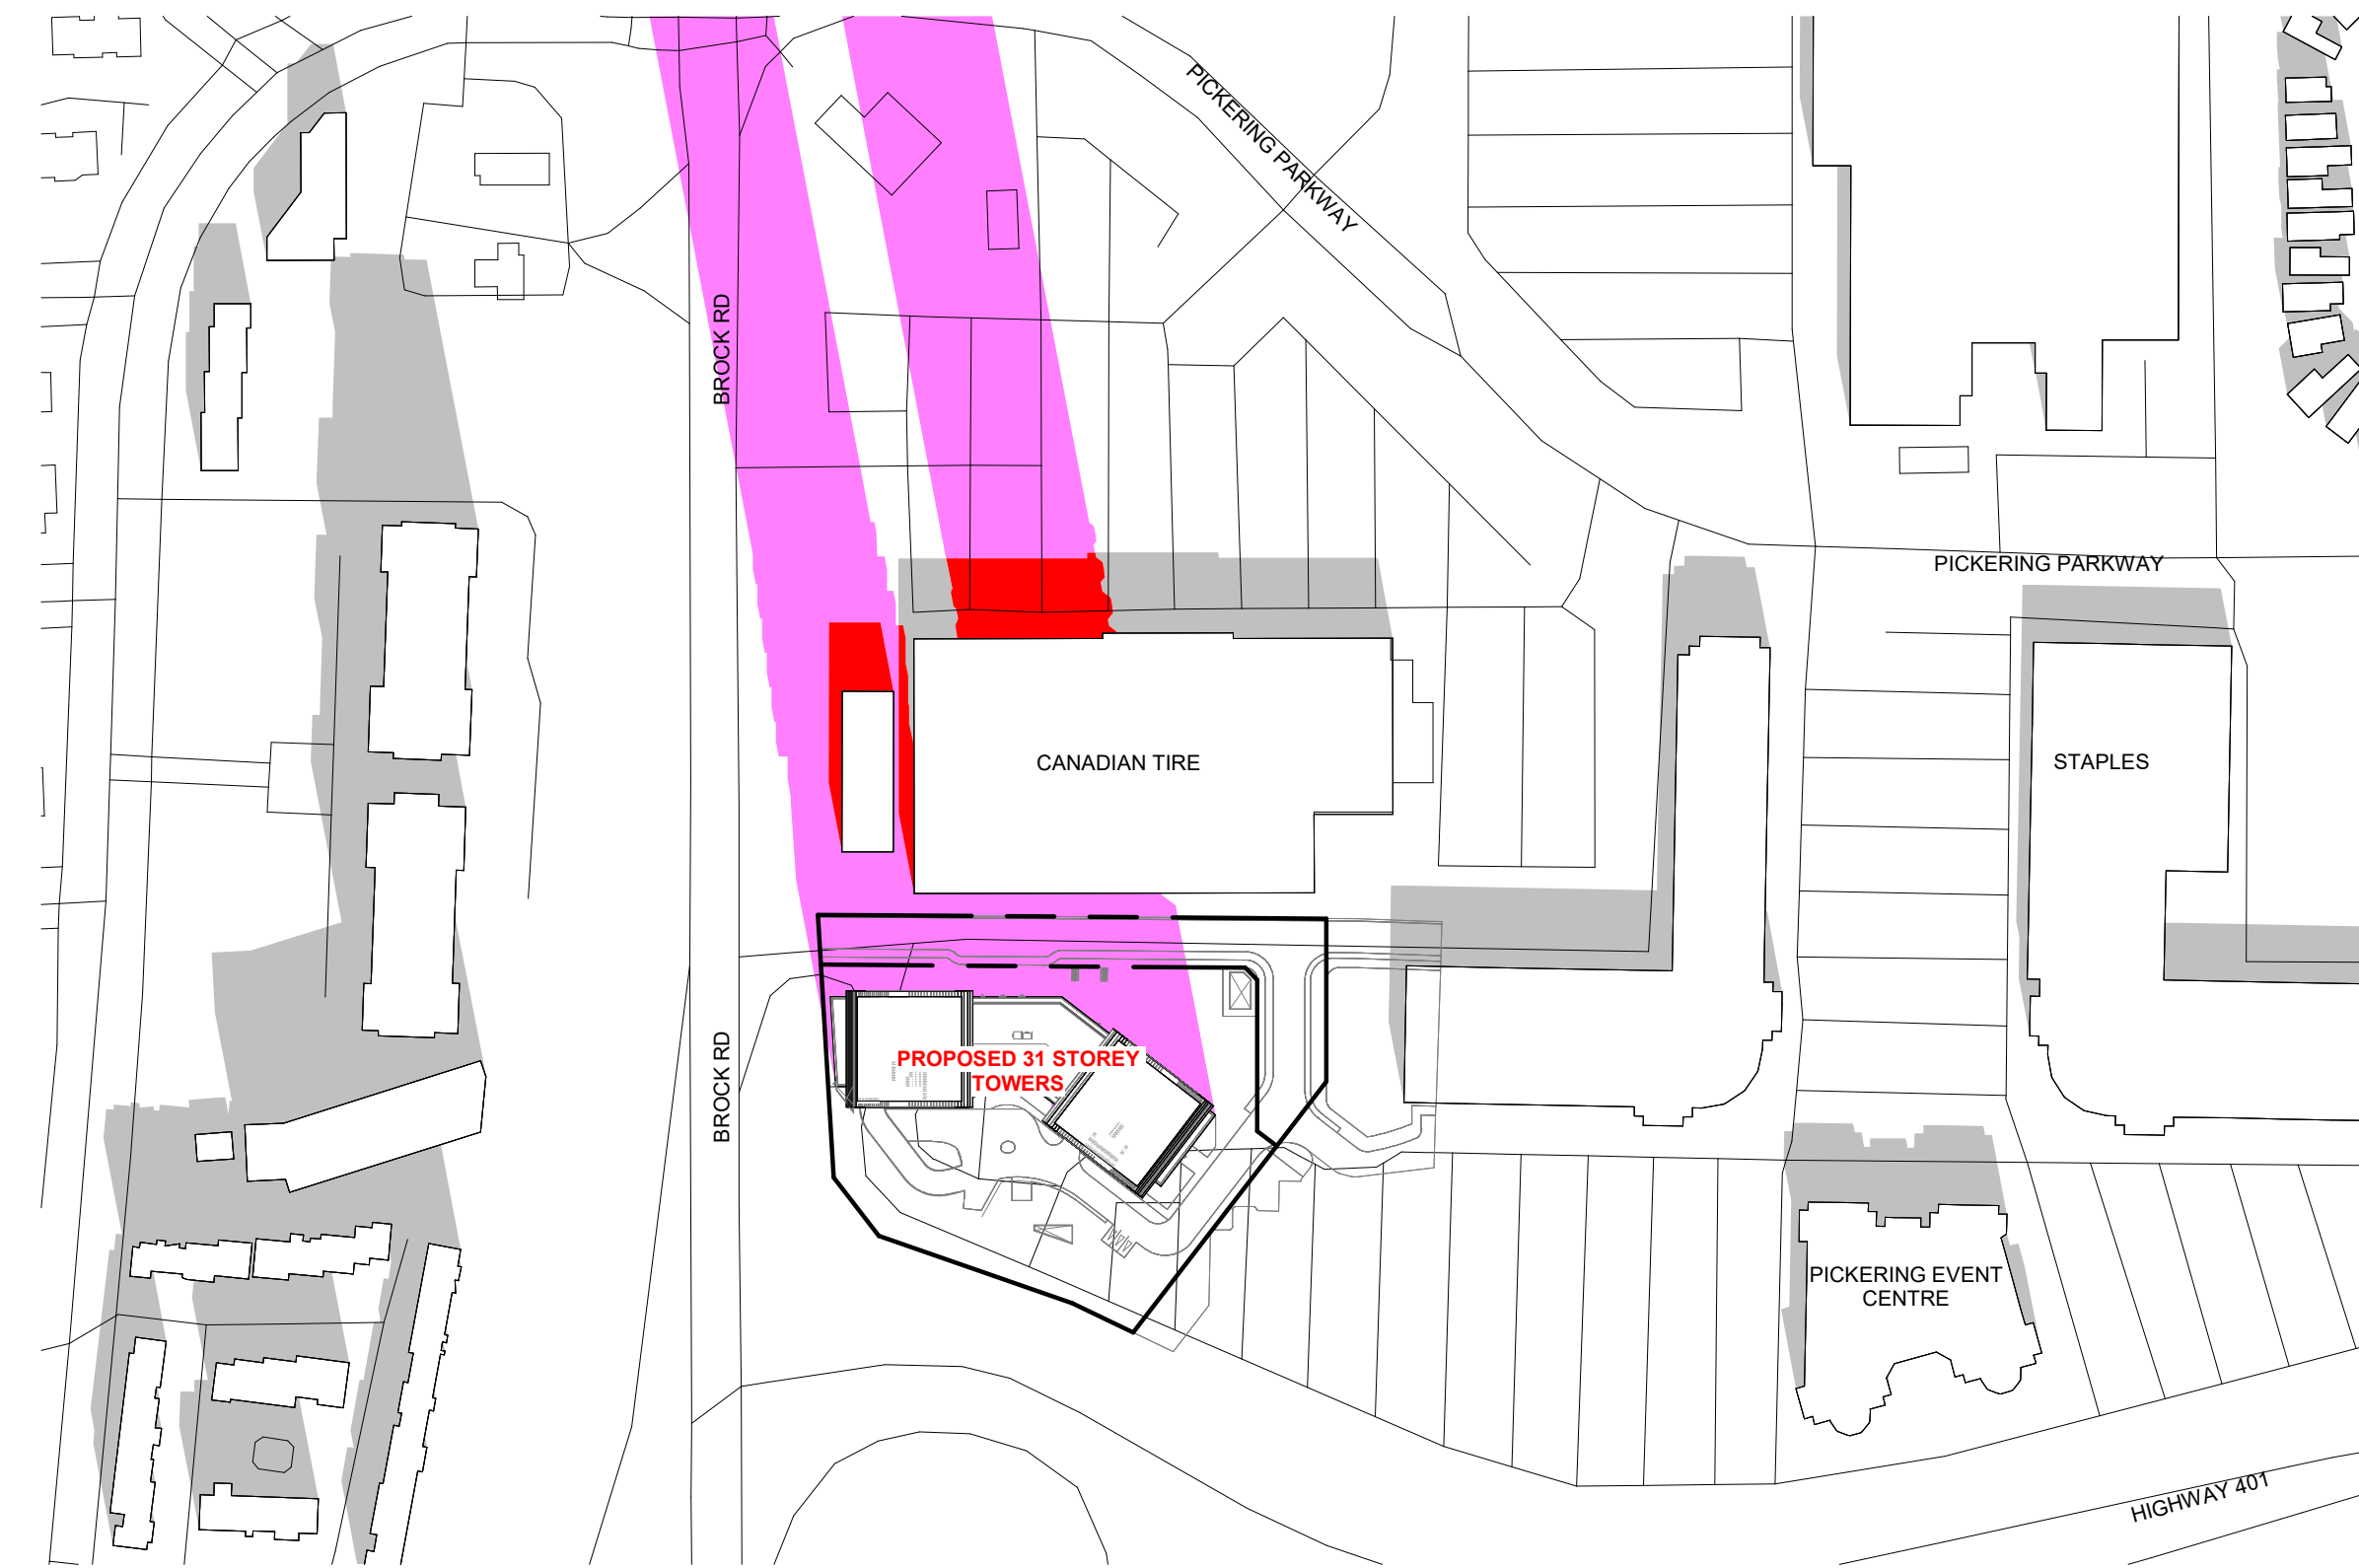 PICKERING PARKWAY
BROCK RD
PICKERING PARKWAY
CANADIAN TIRE
STAPLES
PROPOSED 31 STOREY
TOWERS
BROCK RD
PICKERING EVENT
CENTRE
HIGHWAY 401